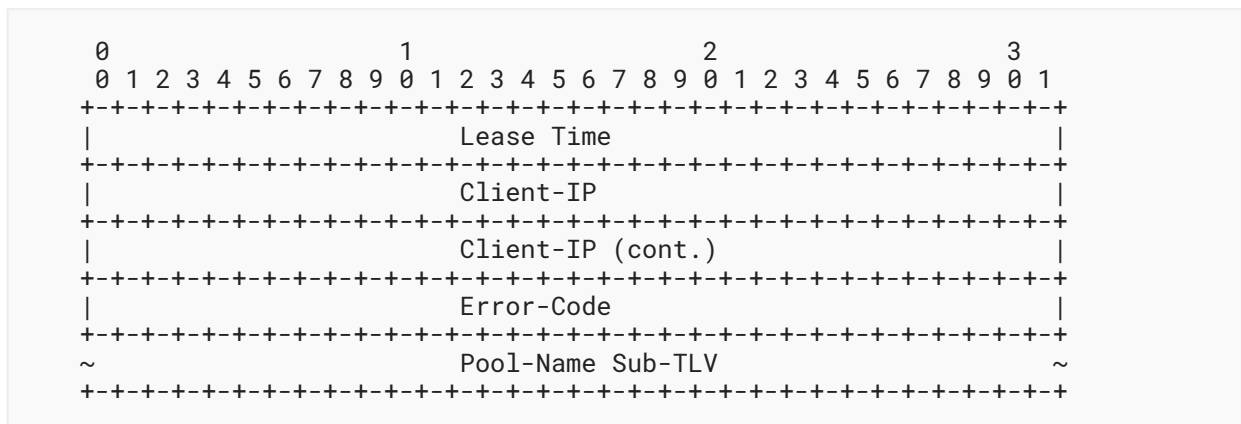 0                   1                   2                   3
 0 1 2 3 4 5 6 7 8 9 0 1 2 3 4 5 6 7 8 9 0 1 2 3 4 5 6 7 8 9 0 1
+-+-+-+-+-+-+-+-+-+-+-+-+-+-+-+-+-+-+-+-+-+-+-+-+-+-+-+-+-+-+-+-+
|                        Lease Time                             |
+-+-+-+-+-+-+-+-+-+-+-+-+-+-+-+-+-+-+-+-+-+-+-+-+-+-+-+-+-+-+-+-+
|                        Client-IP                              |
+-+-+-+-+-+-+-+-+-+-+-+-+-+-+-+-+-+-+-+-+-+-+-+-+-+-+-+-+-+-+-+-+
|                        Client-IP (cont.)                      |
+-+-+-+-+-+-+-+-+-+-+-+-+-+-+-+-+-+-+-+-+-+-+-+-+-+-+-+-+-+-+-+-+
|                        Error-Code                             |
+-+-+-+-+-+-+-+-+-+-+-+-+-+-+-+-+-+-+-+-+-+-+-+-+-+-+-+-+-+-+-+-+
~                        Pool-Name Sub-TLV                      ~
+-+-+-+-+-+-+-+-+-+-+-+-+-+-+-+-+-+-+-+-+-+-+-+-+-+-+-+-+-+-+-+-+